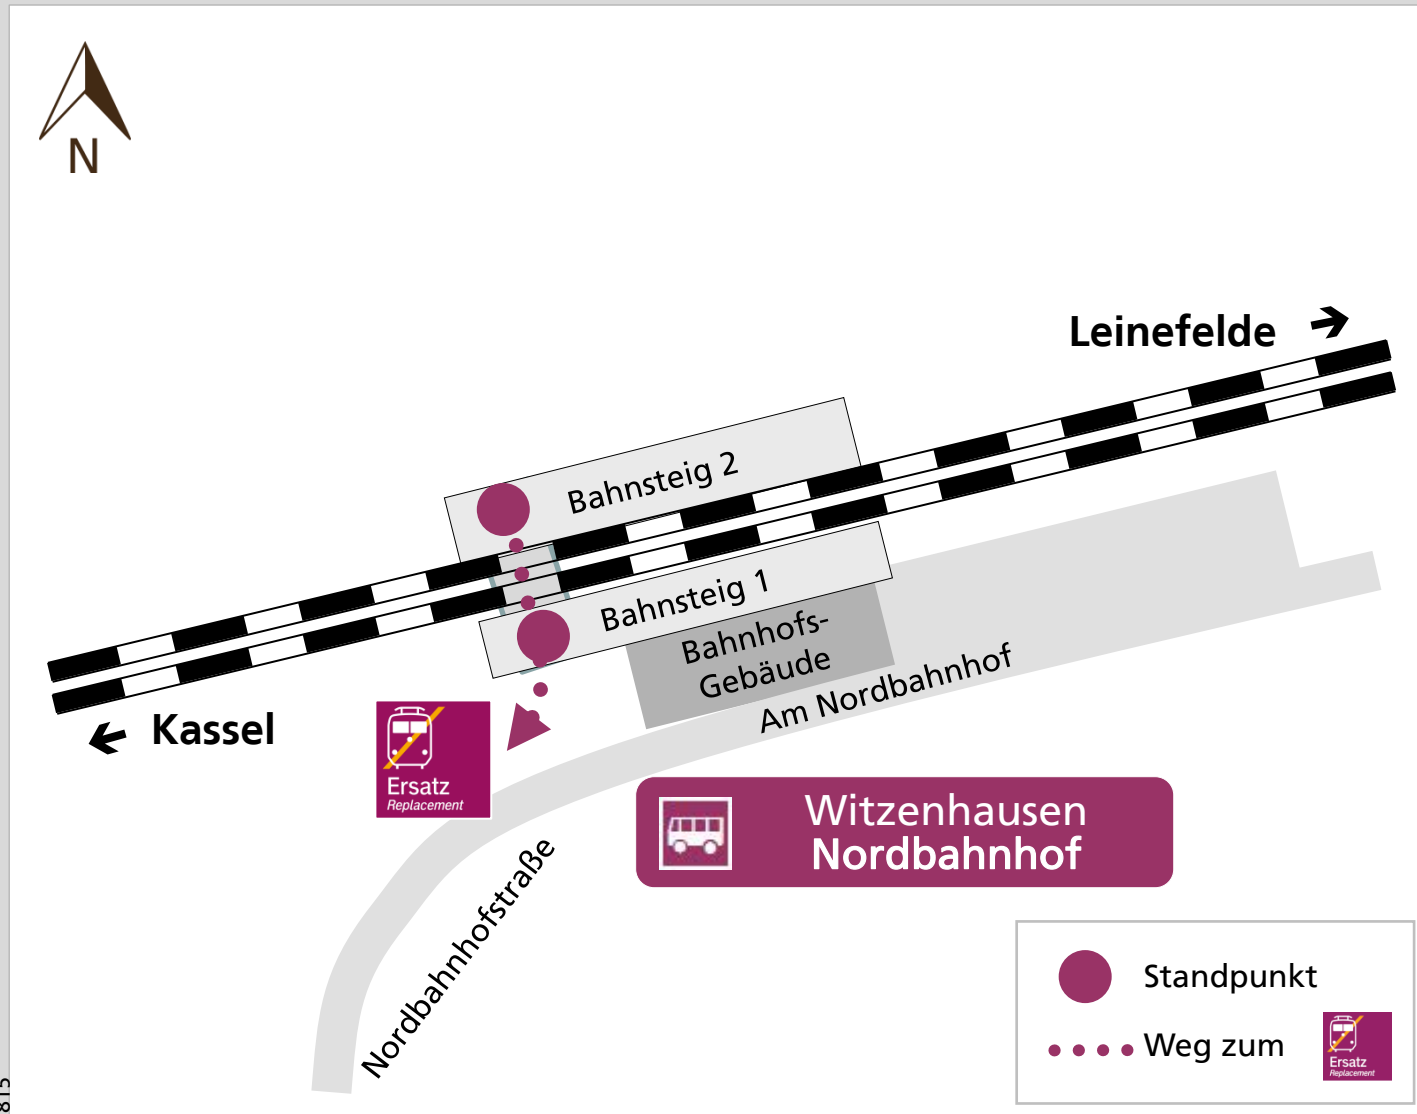 N
Leinefelde
Bahnsteig 2
Bahnsteig 1
Bahnhofs-
Gebäude
Am Nordbahnhof
Kassel
Ersatz
Replacement
Witzenhausen
Nordbahnhof
Nordbahnhofstraße
Standpunkt
Weg zum
Ersatz
Replacement